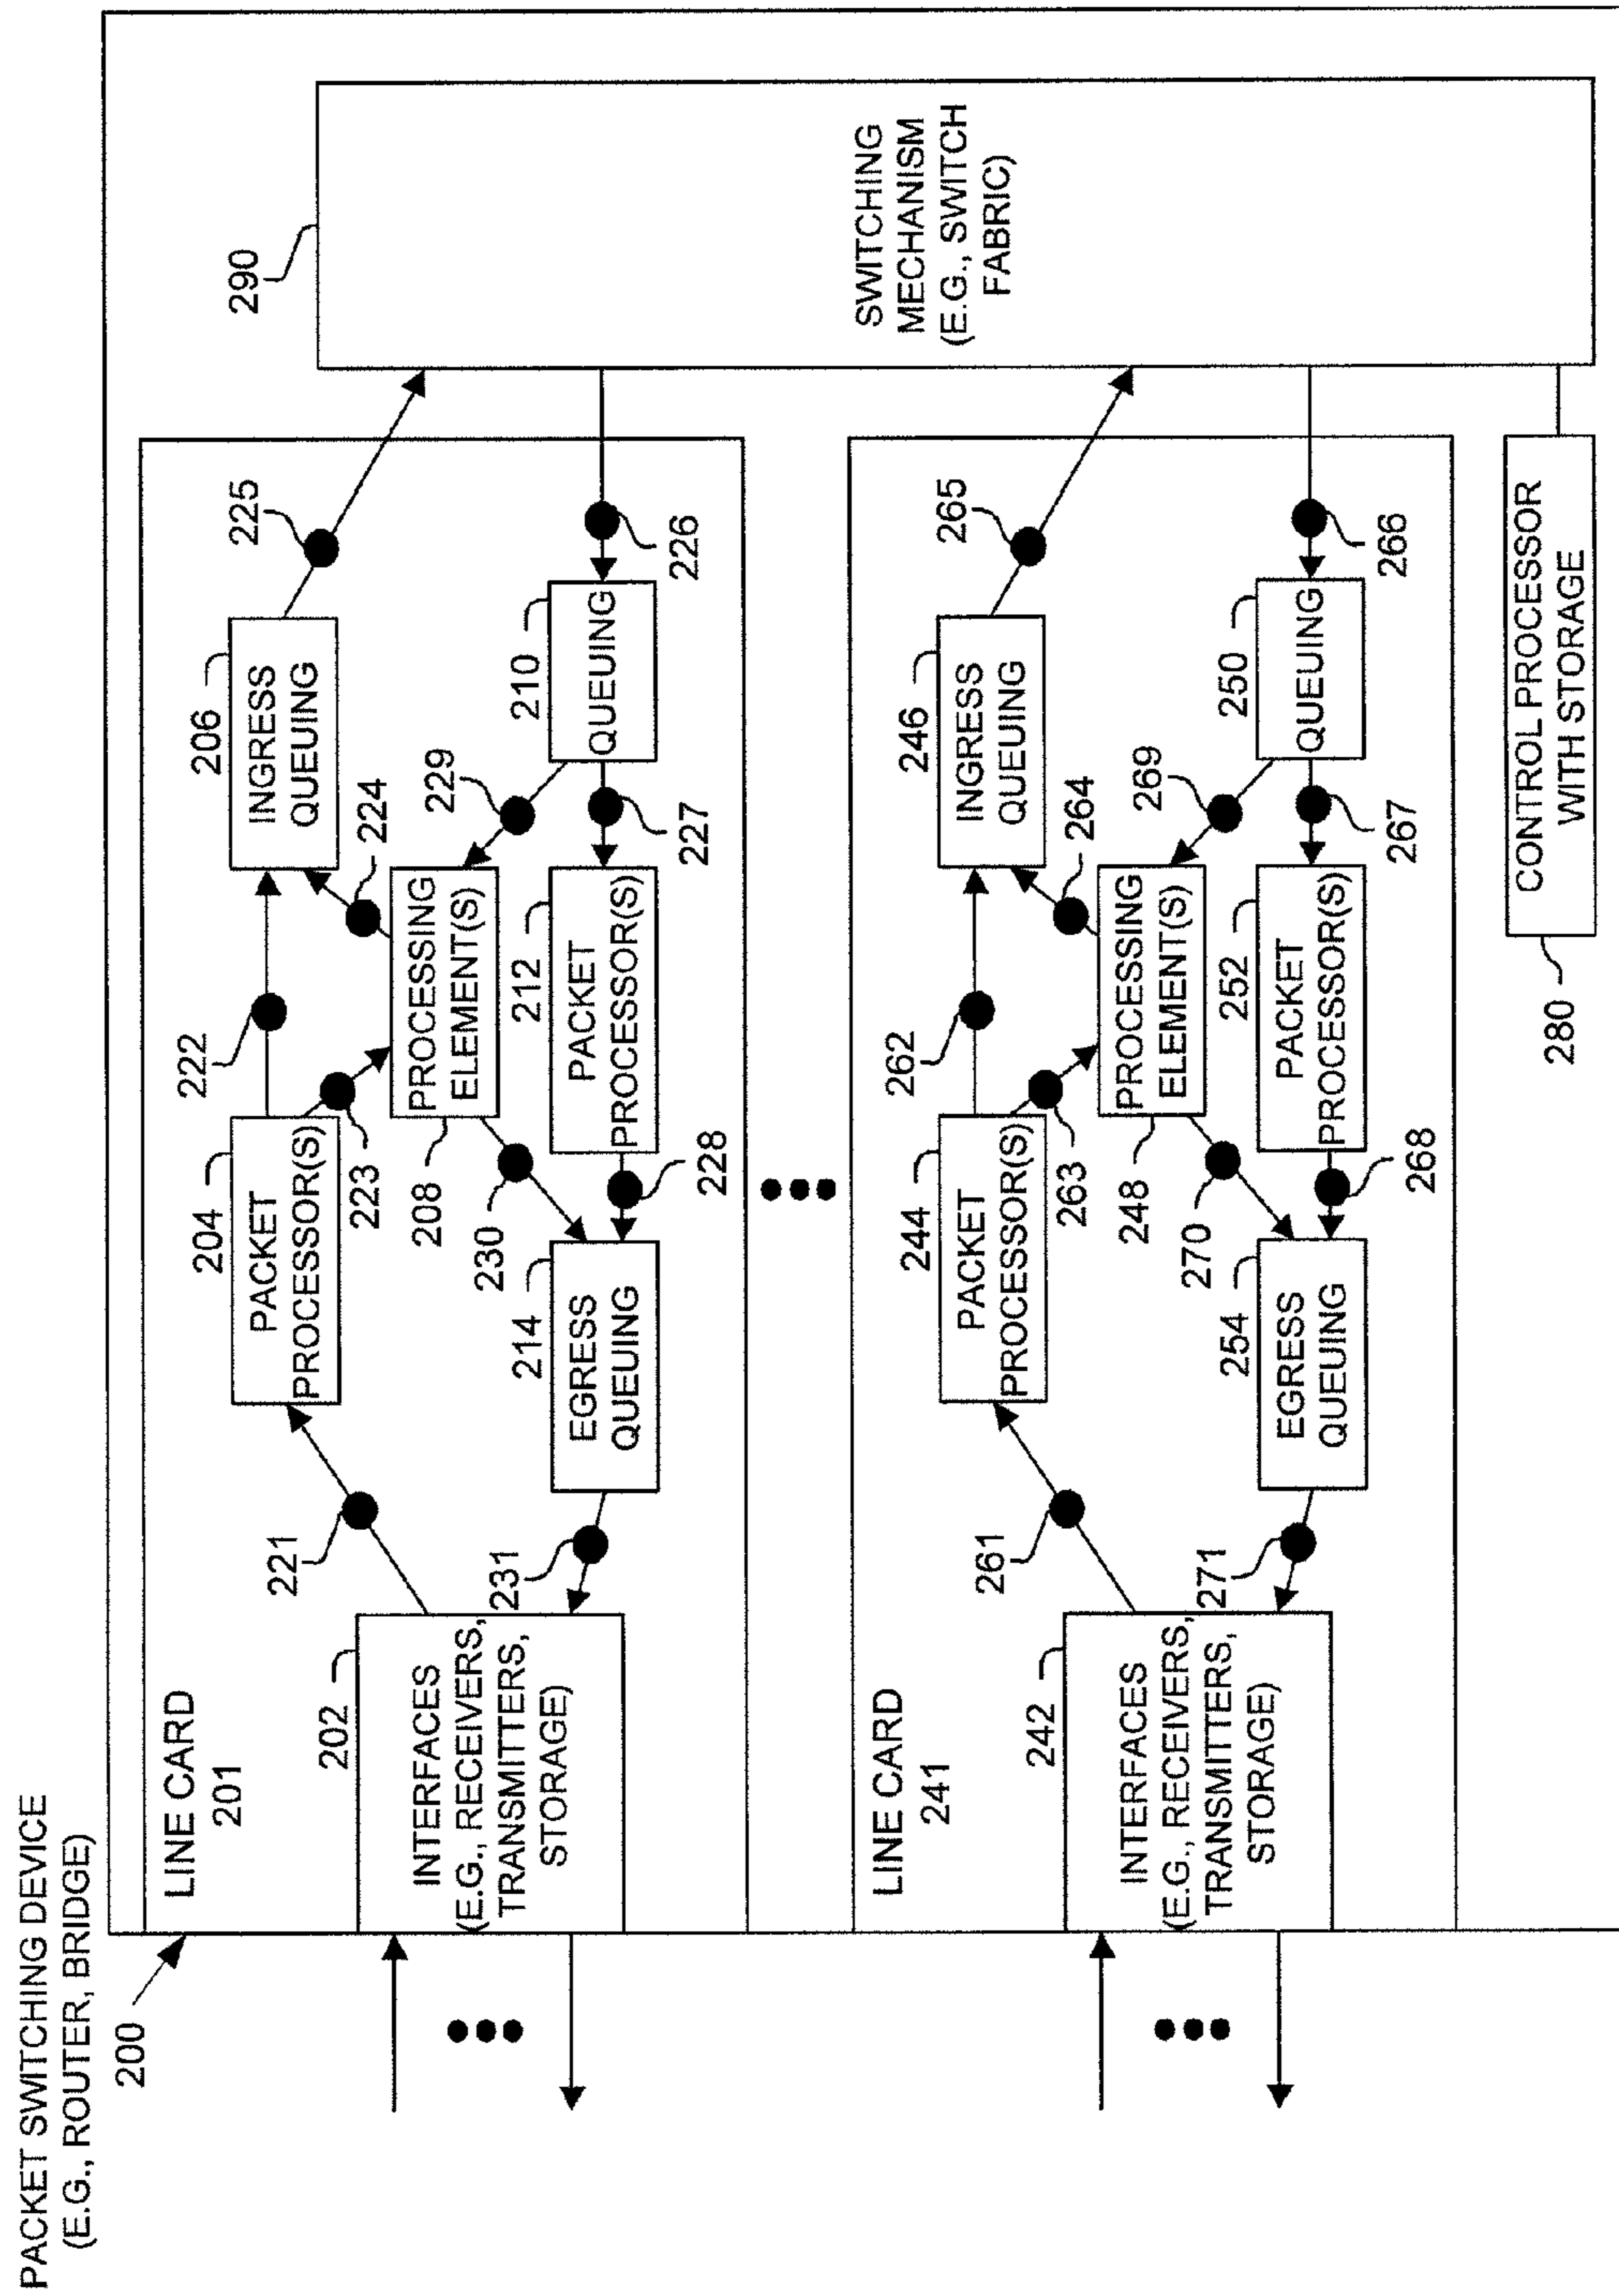 PACKET SWITCHING DEVICE
(E.G., ROUTER, BRIDGE)
200
LINE CARD
201
202
INTERFACES
(E.G., RECEIVERS,
TRANSMITTERS,
STORAGE)
221
231
204
PACKET
PROCESSOR(S)
222
223
206
INGRESS
QUEUING
224
225
208
PROCESSING
ELEMENT(S)
229
230
214
EGRESS
QUEUING
228
212
PACKET
PROCESSOR(S)
227
210
QUEUING
226
290
SWITCHING
MECHANISM
(E.G., SWITCH
FABRIC)
LINE CARD
241
242
INTERFACES
(E.G., RECEIVERS,
TRANSMITTERS,
STORAGE)
261
271
244
PACKET
PROCESSOR(S)
262
263
246
INGRESS
QUEUING
264
265
248
PROCESSING
ELEMENT(S)
269
270
254
EGRESS
QUEUING
268
252
PACKET
PROCESSOR(S)
267
250
QUEUING
266
280
CONTROL PROCESSOR
WITH STORAGE